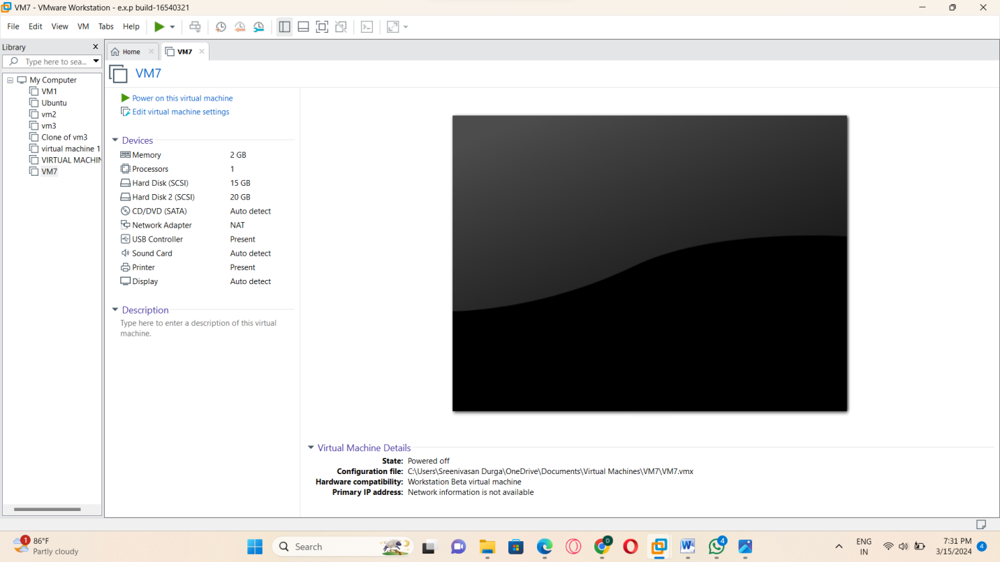 VM7 - VMware Workstation - e.x.p build-16540321
File Edit View VM Tabs Help
Library
Type here to sea...
My Computer
VM1
Ubuntu
vm2
vm3
Clone of vm3
virtual machine 1
VIRTUAL MACHIN
VM7
Home
VM7
VM7
Power on this virtual machine
Edit virtual machine settings
Devices
Memory 2 GB
Processors 1
Hard Disk (SCSI) 15 GB
Hard Disk 2 (SCSI) 20 GB
CD/DVD (SATA) Auto detect
Network Adapter NAT
USB Controller Present
Sound Card Auto detect
Printer Present
Display Auto detect
Description
Type here to enter a description of this virtual
machine.
Virtual Machine Details
State: Powered off
Configuration file: C:\Users\Sreenivasan Durga\OneDrive\Documents\Virtual Machines\VM7\VM7.vmx
Hardware compatibility: Workstation Beta virtual machine
Primary IP address: Network information is not available
1
86°F
Partly cloudy
Search
D
W
4
ENG
IN
7:31 PM
3/15/2024
4